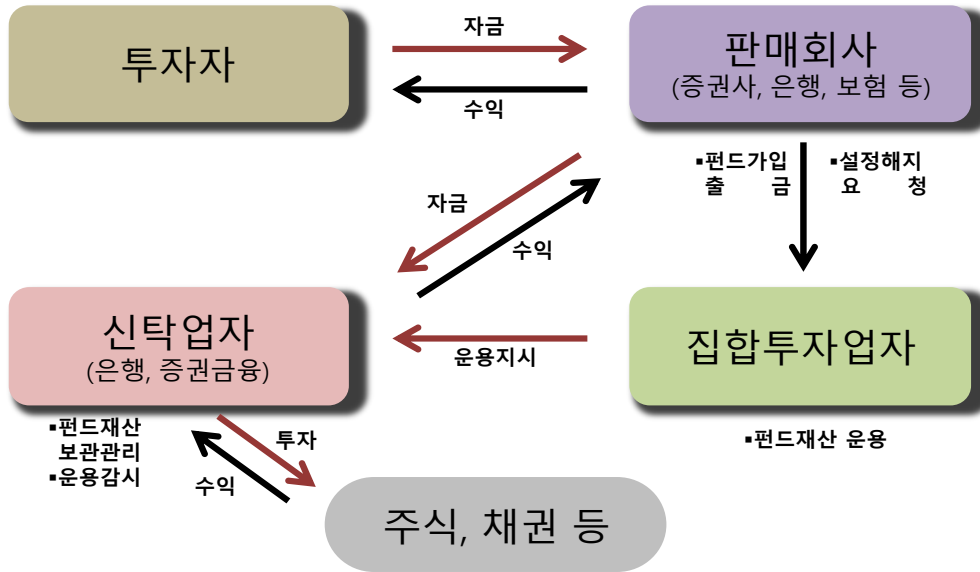 투자자
자금
수익
판매회사
(증권사, 은행, 보험 등)
▪펀드가입
출 금
▪설정해지
요 청
자금
수익
신탁업자
(은행, 증권금융)
운용지시
집합투자업자
▪펀드재산
보관관리
▪운용감시
투자
수익
▪펀드재산 운용
주식, 채권 등